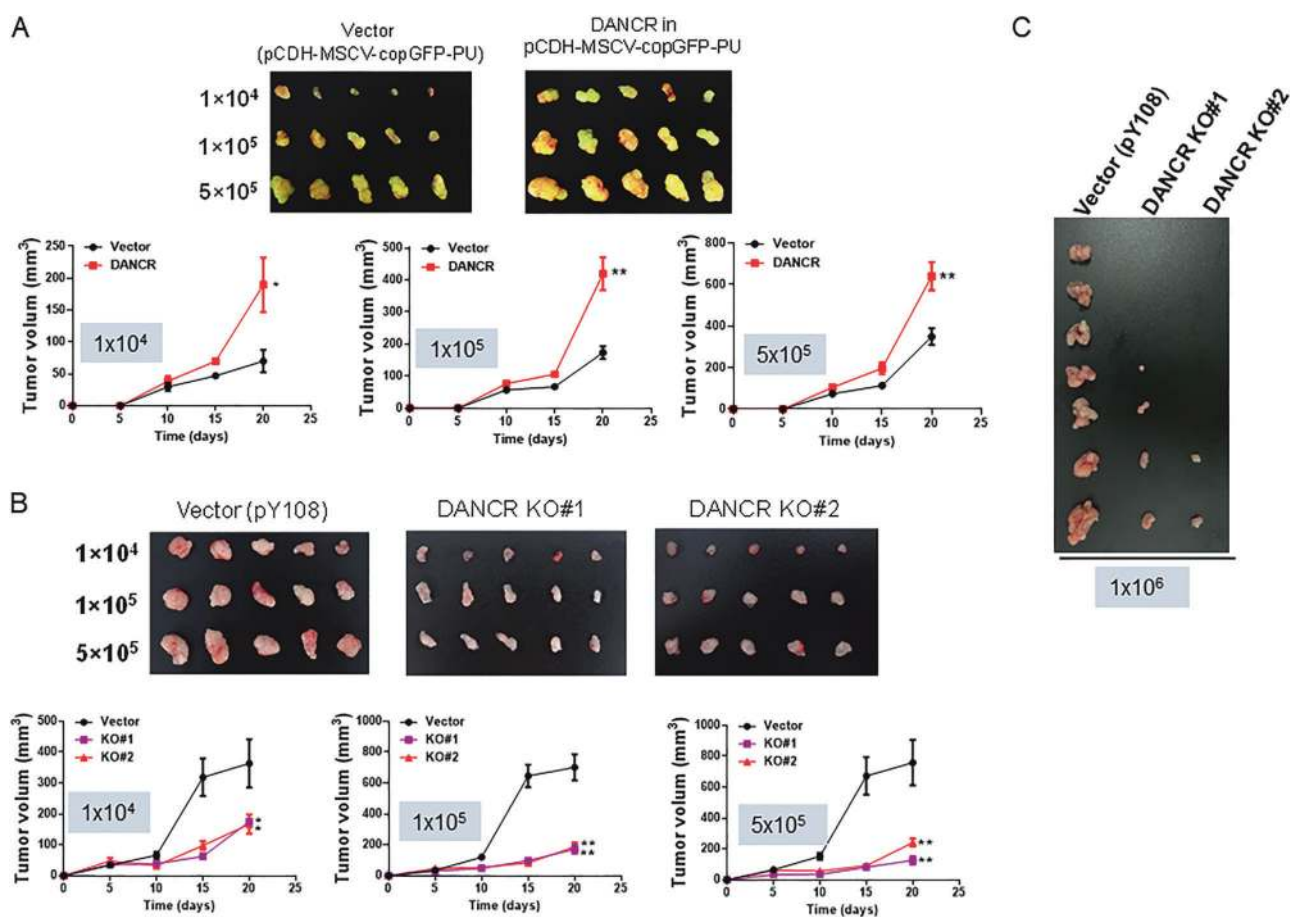 A
Vector
(pCDH-MSCV-copGFP-PU)
DANCR in
pCDH-MSCV-copGFP-PU
1×10⁴
1×10⁵
5×10⁵
Tumor volum (mm³)
250
200
150
100
50
0
Vector
DANCR
*
1x10⁴
0 5 10 15 20 25
Time (days)
Tumor volum (mm³)
500
400
300
200
100
0
Vector
DANCR
**
1x10⁵
0 5 10 15 20 25
Time (days)
Tumor volum (mm³)
800
600
400
200
0
Vector
DANCR
**
5x10⁵
0 5 10 15 20 25
Time (days)
B
Vector (pY108)
DANCR KO#1
DANCR KO#2
1×10⁴
1×10⁵
5×10⁵
Tumor volum (mm³)
500
400
300
200
100
0
Vector
KO#1
KO#2
*
*
1x10⁴
0 5 10 15 20 25
Time (days)
Tumor volum (mm³)
1000
800
600
400
200
0
Vector
KO#1
KO#2
**
**
1x10⁵
0 5 10 15 20 25
Time (days)
Tumor volum (mm³)
1000
800
600
400
200
0
Vector
KO#1
KO#2
**
**
5x10⁵
0 5 10 15 20 25
Time (days)
C
Vector (pY108)
DANCR KO#1
DANCR KO#2
1x10⁶